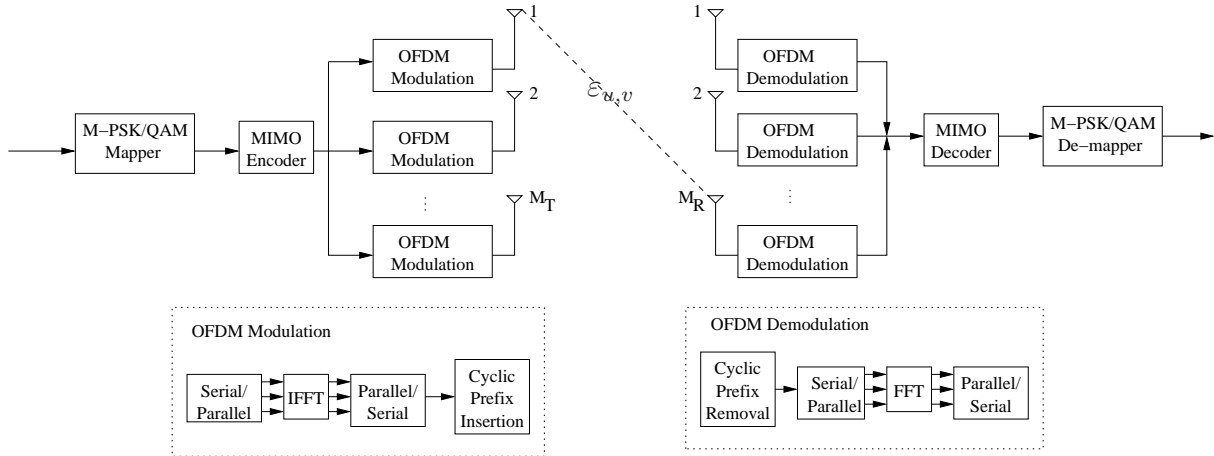 M−PSK/QAM
Mapper
MIMO
Encoder
OFDM
Modulation
1
OFDM
Modulation
2
⋮
OFDM
Modulation
M_T
ε_{u,v}
1
OFDM
Demodulation
2
OFDM
Demodulation
⋮
M_R
OFDM
Demodulation
MIMO
Decoder
M−PSK/QAM
De−mapper
OFDM Modulation
Serial/
Parallel
IFFT
Parallel/
Serial
Cyclic
Prefix
Insertion
OFDM Demodulation
Cyclic
Prefix
Removal
Serial/
Parallel
FFT
Parallel/
Serial